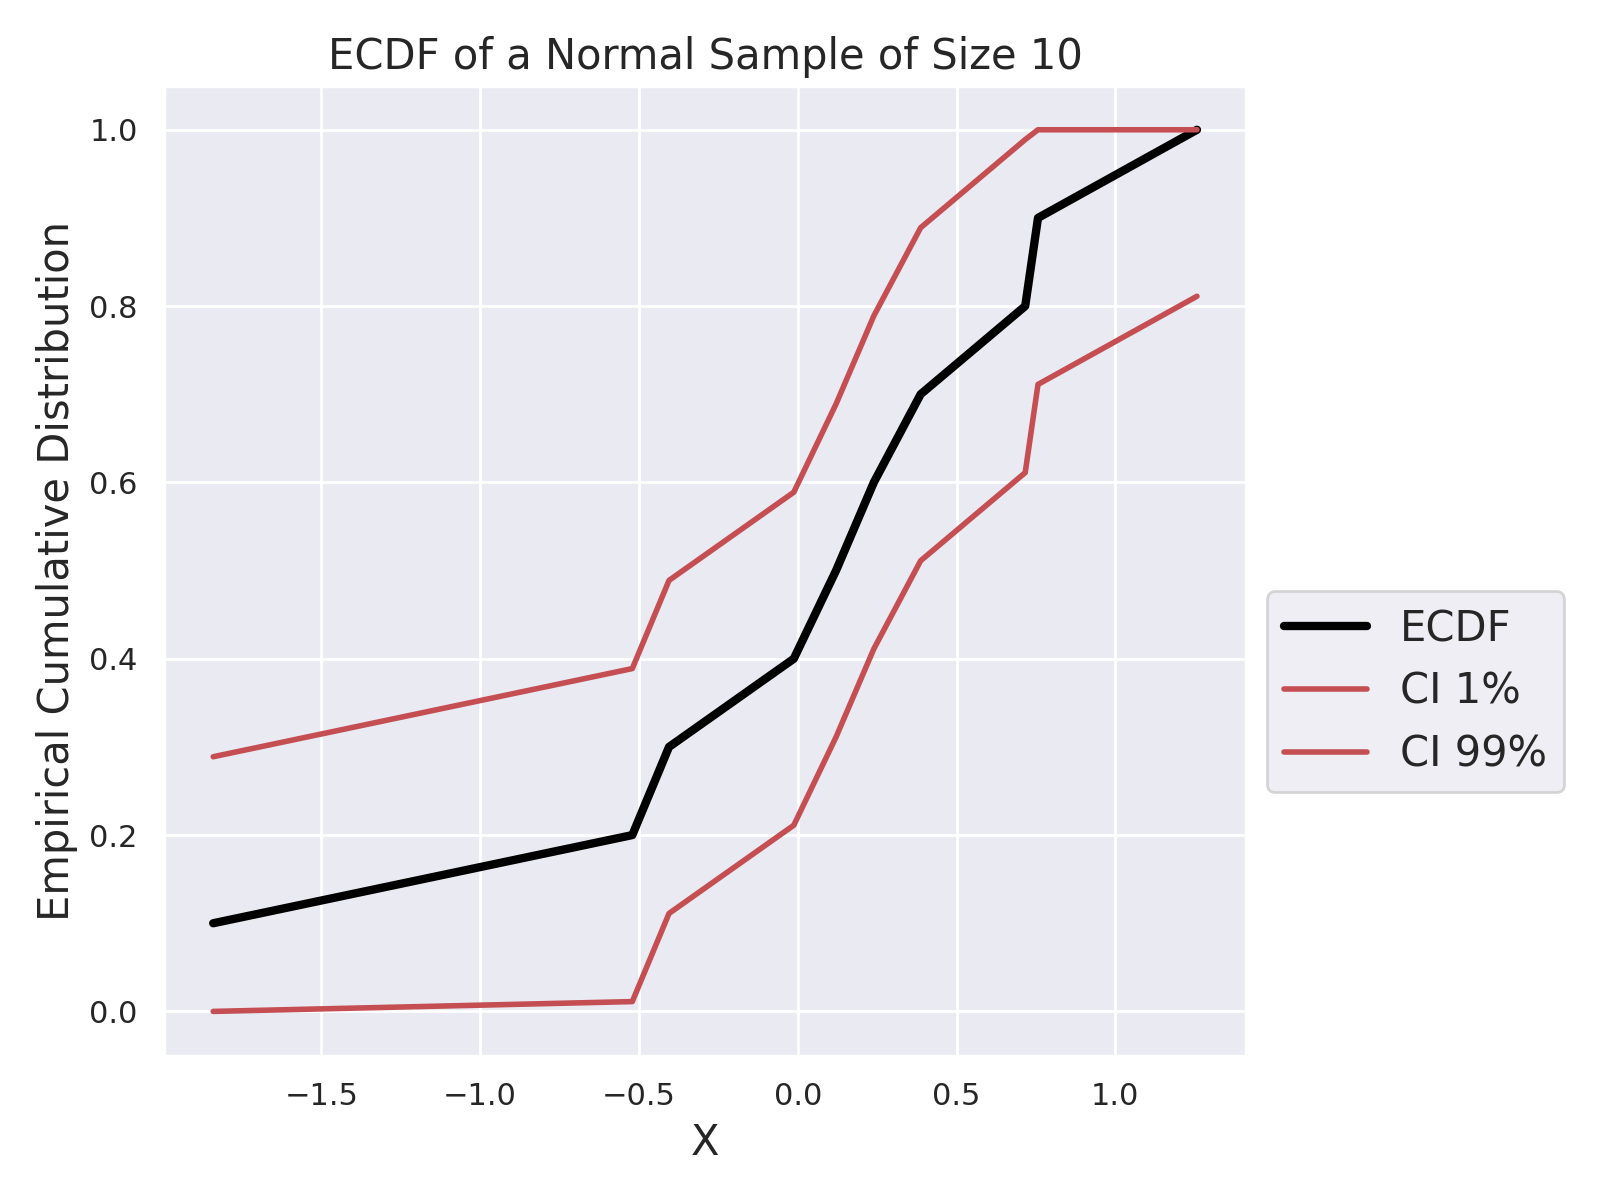 ECDF of a Normal Sample of Size 10
1.0
0.8
0.6
0.4
0.2
0.0
Empirical Cumulative Distribution
−1.5 −1.0 −0.5 0.0 0.5 1.0
X
ECDF
CI 1%
CI 99%